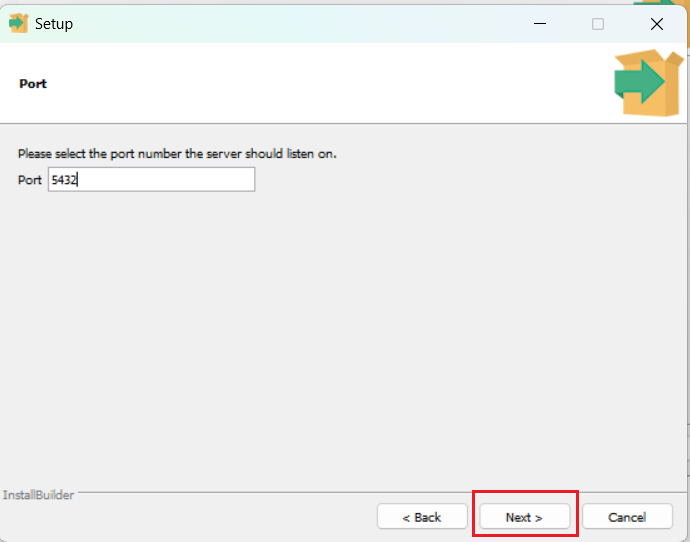 Setup
Port
Please select the port number the server should listen on.
Port 5432
InstallBuilder
< Back Next > Cancel